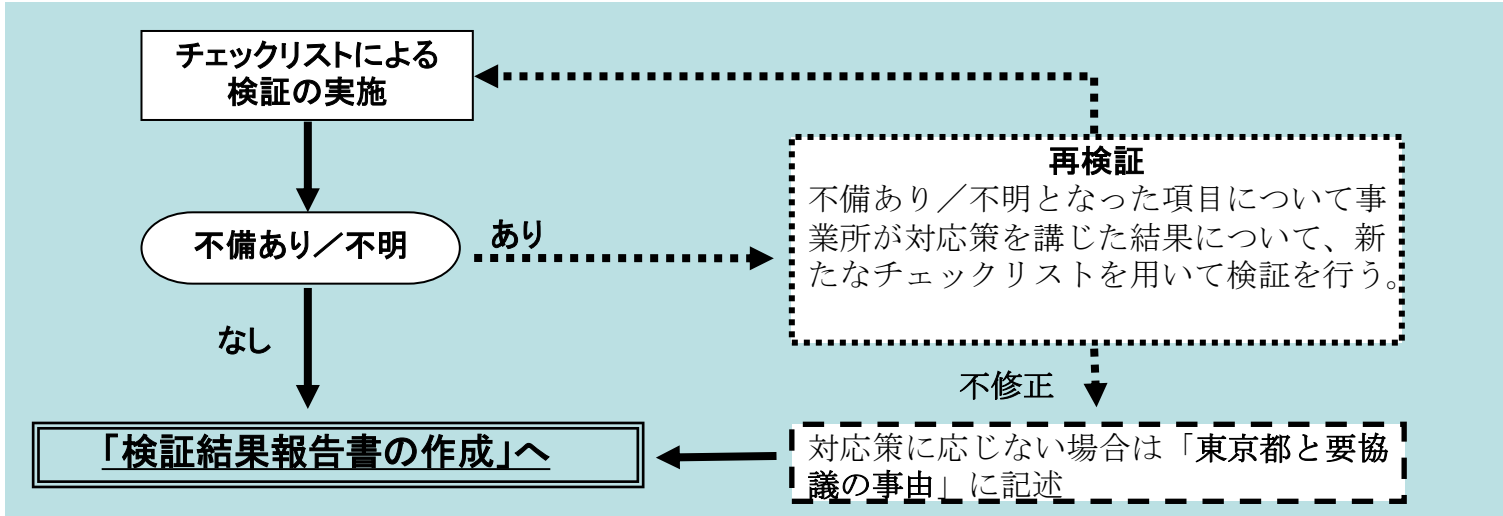 チェックリストによる
検証の実施
再検証
不備あり／不明となった項目について事
業所が対応策を講じた結果について、新
たなチェックリストを用いて検証を行う。
不備あり／不明
あり
なし
不修正
「検証結果報告書の作成」へ
対応策に応じない場合は「東京都と要協
議の事由」に記述